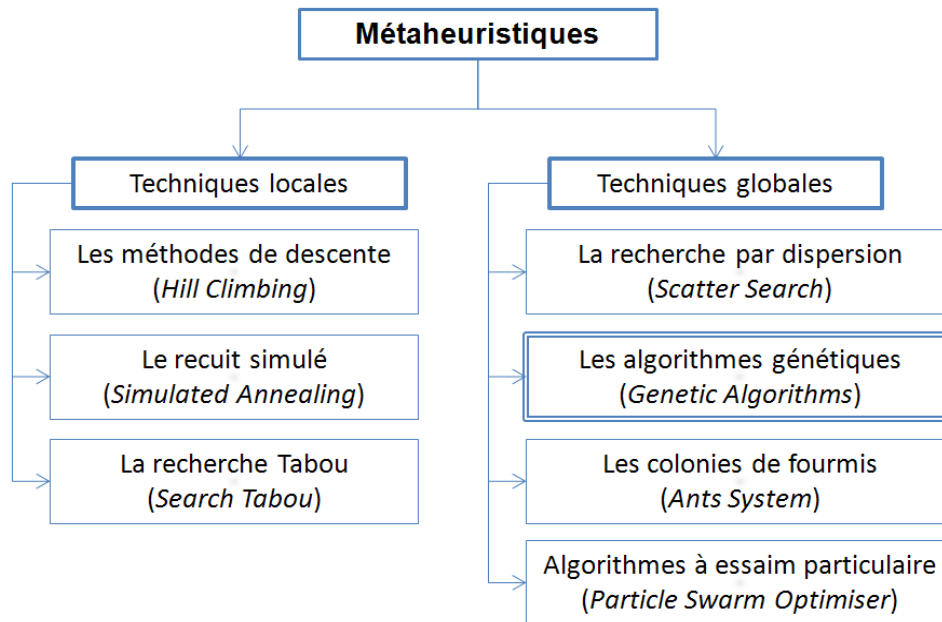 Métaheuristiques
Techniques locales
Les méthodes de descente
(Hill Climbing)
Le recuit simulé
(Simulated Annealing)
La recherche Tabou
(Search Tabou)
Techniques globales
La recherche par dispersion
(Scatter Search)
Les algorithmes génétiques
(Genetic Algorithms)
Les colonies de fourmis
(Ants System)
Algorithmes à essaim particulaire
(Particle Swarm Optimiser)